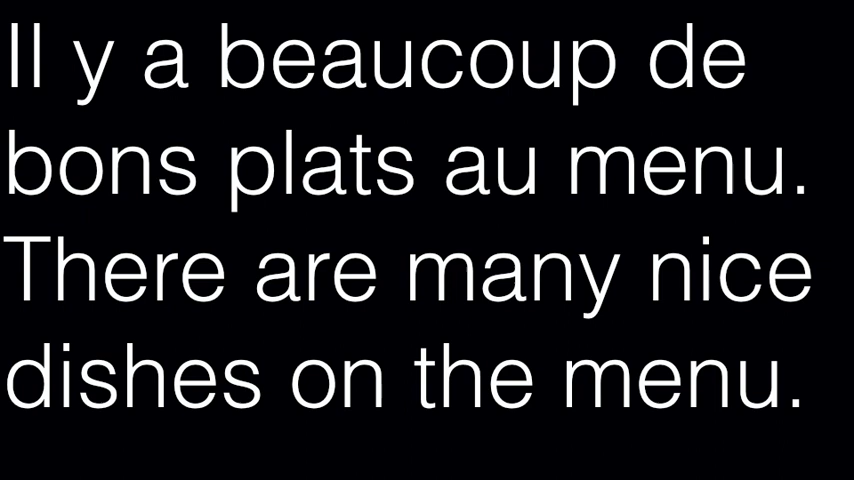 Il y a beaucoup de
bons plats au menu.
There are many nice
dishes on the menu.